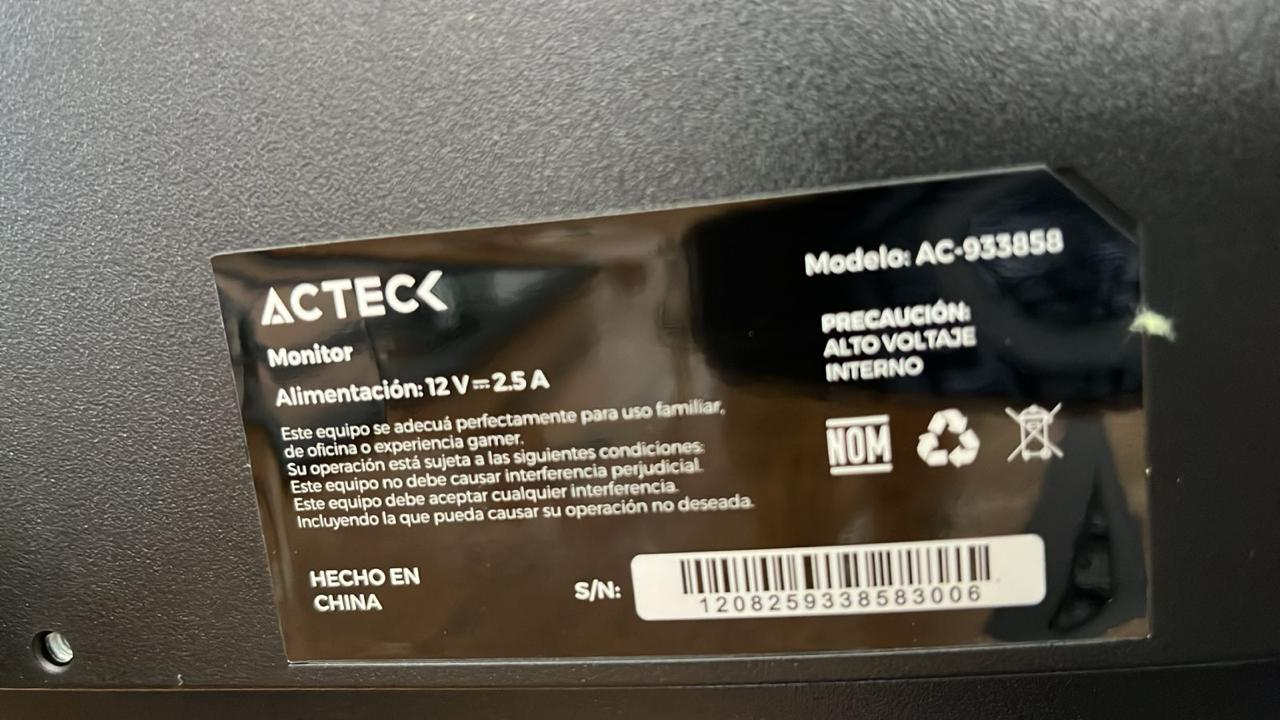 ACTECK
Monitor
Alimentación: 12 V⎓2.5 A
Este equipo se adecuá perfectamente para uso familiar,
de oficina o experiencia gamer.
Su operación está sujeta a las siguientes condiciones:
Este equipo no debe causar interferencia perjudicial.
Este equipo debe aceptar cualquier interferencia.
Incluyendo la que pueda causar su operación no deseada.
HECHO EN
CHINA
Modelo: AC-933858
PRECAUCIÓN:
ALTO VOLTAJE
INTERNO
NOM
S/N:
1208259338583006